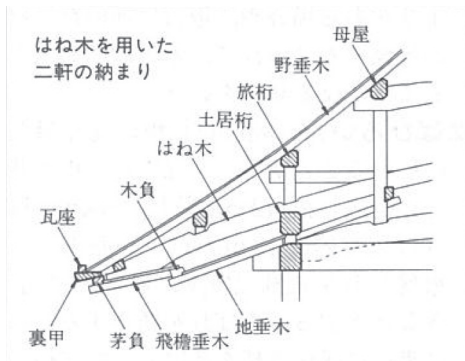 はね木を用いた
二軒の納まり
母屋
野垂木
旅桁
土居桁
はね木
木負
瓦座
裏甲
茅負
飛檐垂木
地垂木